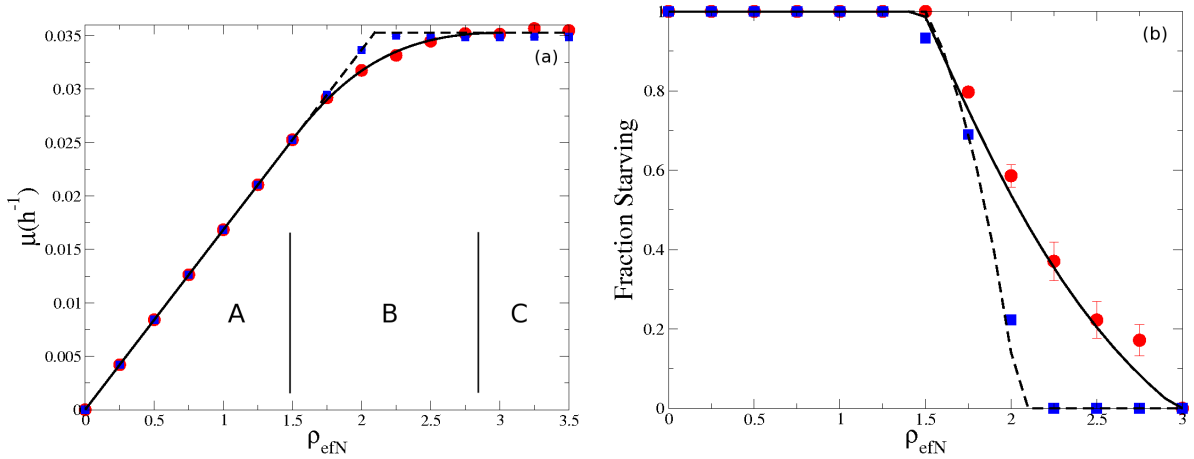 0.035
0.03
0.025
0.02
0.015
0.01
0.005
0
μ(h⁻¹)
(a)
A
B
C
0 0.5 1 1.5 2 2.5 3 3.5
ρefN
1
0.8
0.6
0.4
0.2
0
Fraction Starving
(b)
0 0.5 1 1.5 2 2.5 3
ρefN